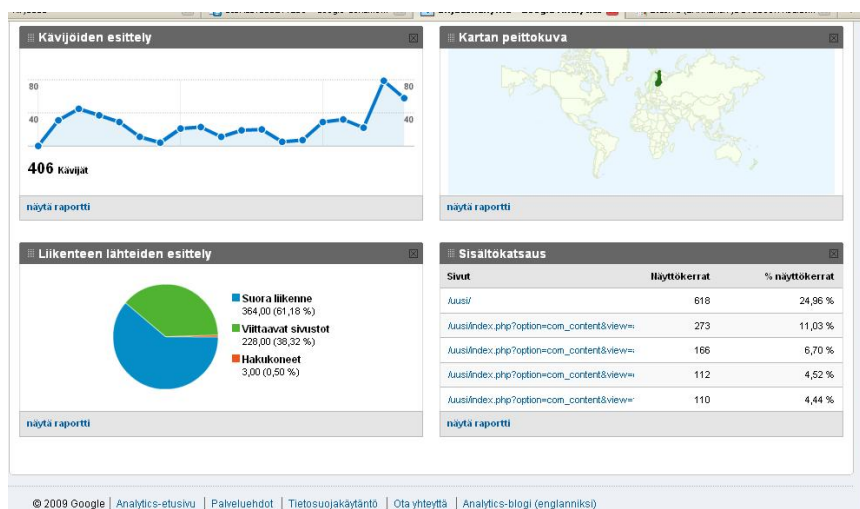 Kävijöiden esittely
80
80
40
40
406 Kävijät
näytä raportti
Kartan peittokuva
näytä raportti
Liikenteen lähteiden esittely
Suora liikenne
364,00 (61,18 %)
Viittaavat sivustot
228,00 (38,32 %)
Hakukoneet
3,00 (0,50 %)
näytä raportti
Sisältökatsaus
Sivut Näyttökerrat % näyttökerrat
/uusi/ 618 24,96 %
/uusi/index.php?option=com_content&view= 273 11,03 %
/uusi/index.php?option=com_content&view= 166 6,70 %
/uusi/index.php?option=com_content&view= 112 4,52 %
/uusi/index.php?option=com_content&view= 110 4,44 %
näytä raportti
© 2009 Google | Analytics-etusivu | Palveluehdot | Tietosuojakäytäntö | Ota yhteyttä | Analytics-blogi (englanniksi)